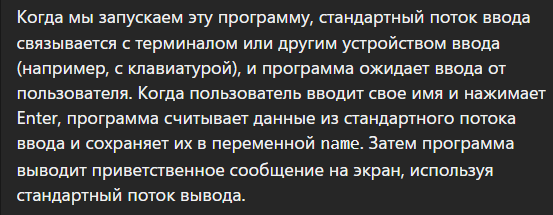 Когда мы запускаем эту программу, стандартный поток ввода
связывается с терминалом или другим устройством ввода
(например, с клавиатурой), и программа ожидает ввода от
пользователя. Когда пользователь вводит свое имя и нажимает
Enter, программа считывает данные из стандартного потока
ввода и сохраняет их в переменной name. Затем программа
выводит приветственное сообщение на экран, используя
стандартный поток вывода.